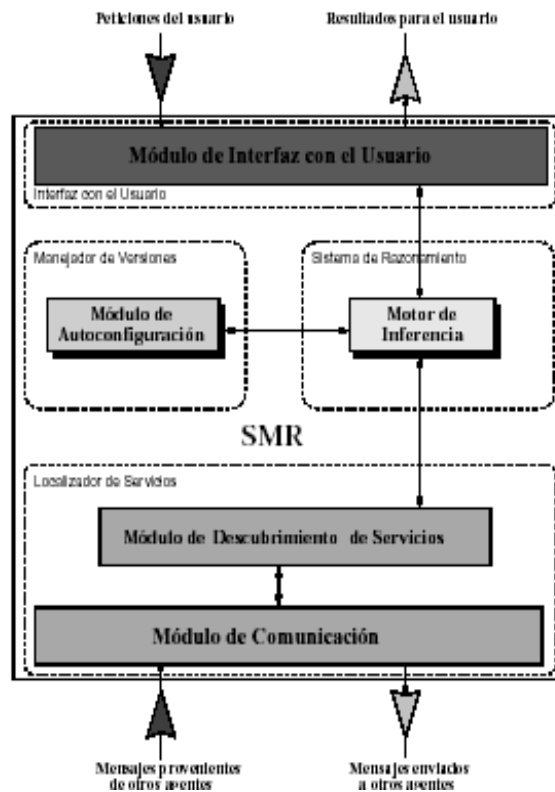 Peticiones del usuario
Resultados para el usuario
Módulo de Interfaz con el Usuario
Interfaz con el Usuario
Manejador de Versiones
Sistema de Razonamiento
Módulo de
Autoconfiguración
Motor de
Inferencia
SMR
Localizador de Servicios
Módulo de Descubrimiento de Servicios
Módulo de Comunicación
Mensajes provenientes
de otros agentes
Mensajes enviados
a otros agentes